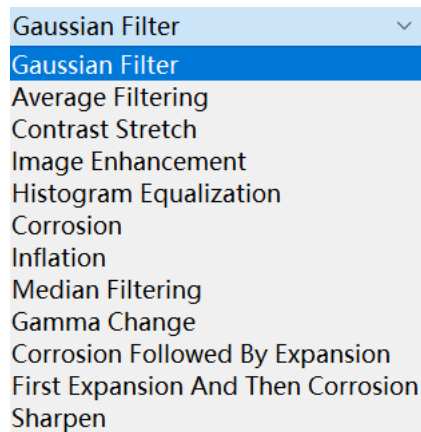 Gaussian Filter
Gaussian Filter
Average Filtering
Contrast Stretch
Image Enhancement
Histogram Equalization
Corrosion
Inflation
Median Filtering
Gamma Change
Corrosion Followed By Expansion
First Expansion And Then Corrosion
Sharpen